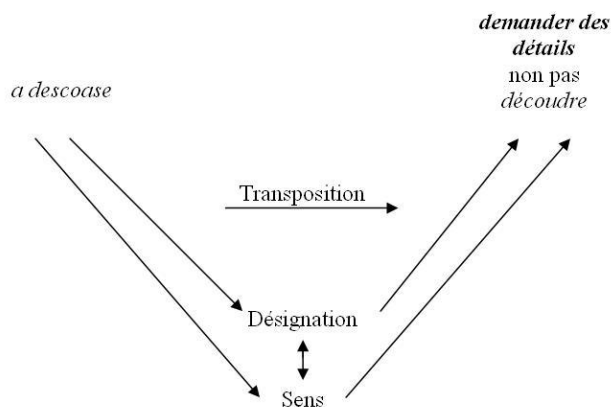 demander des
détails
non pas
découdre
a descoase
Transposition
Désignation
Sens